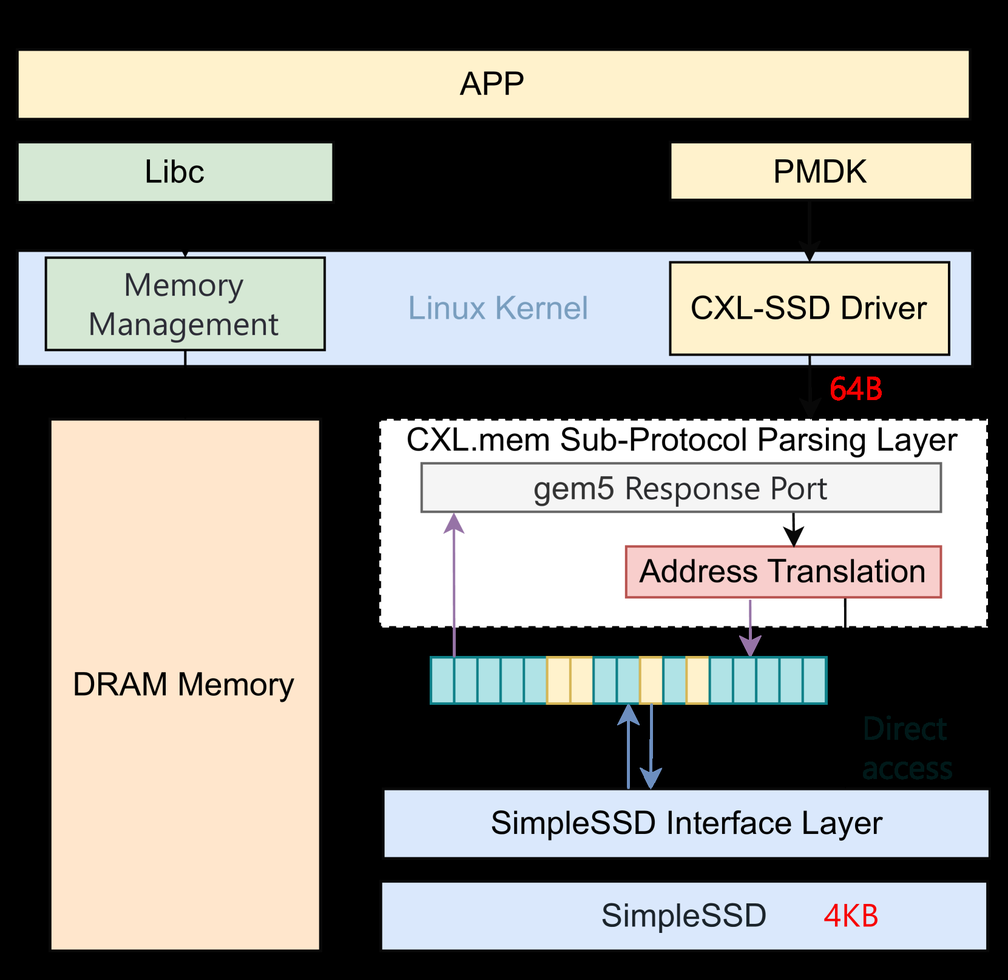 APP
Libc
PMDK
Memory
Management
Linux Kernel
CXL-SSD Driver
64B
CXL.mem Sub-Protocol Parsing Layer
gem5 Response Port
Address Translation
DRAM Memory
Direct
access
SimpleSSD Interface Layer
SimpleSSD
4KB